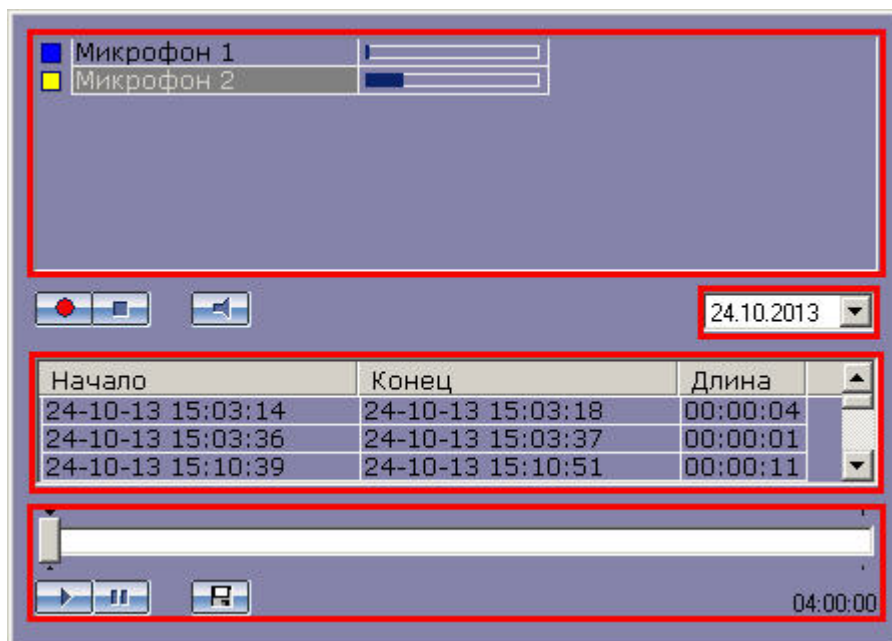 Микрофон 1
Микрофон 2
24.10.2013
Начало Конец Длина
24-10-13 15:03:14 24-10-13 15:03:18 00:00:04
24-10-13 15:03:36 24-10-13 15:03:37 00:00:01
24-10-13 15:10:39 24-10-13 15:10:51 00:00:11
04:00:00